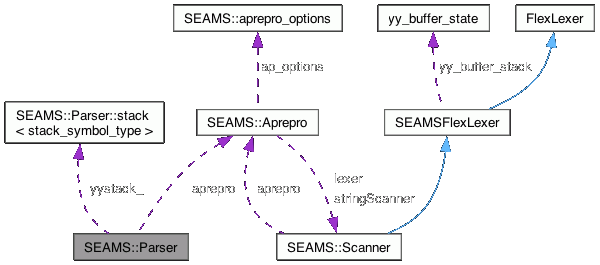 SEAMS::aprepro_options
yy_buffer_state
FlexLexer
ap_options
yy_buffer_stack
SEAMS::Parser::stack
< stack_symbol_type >
SEAMS::Aprepro
SEAMSFlexLexer
yystack_
aprepro
aprepro
lexer
stringScanner
SEAMS::Parser
SEAMS::Scanner